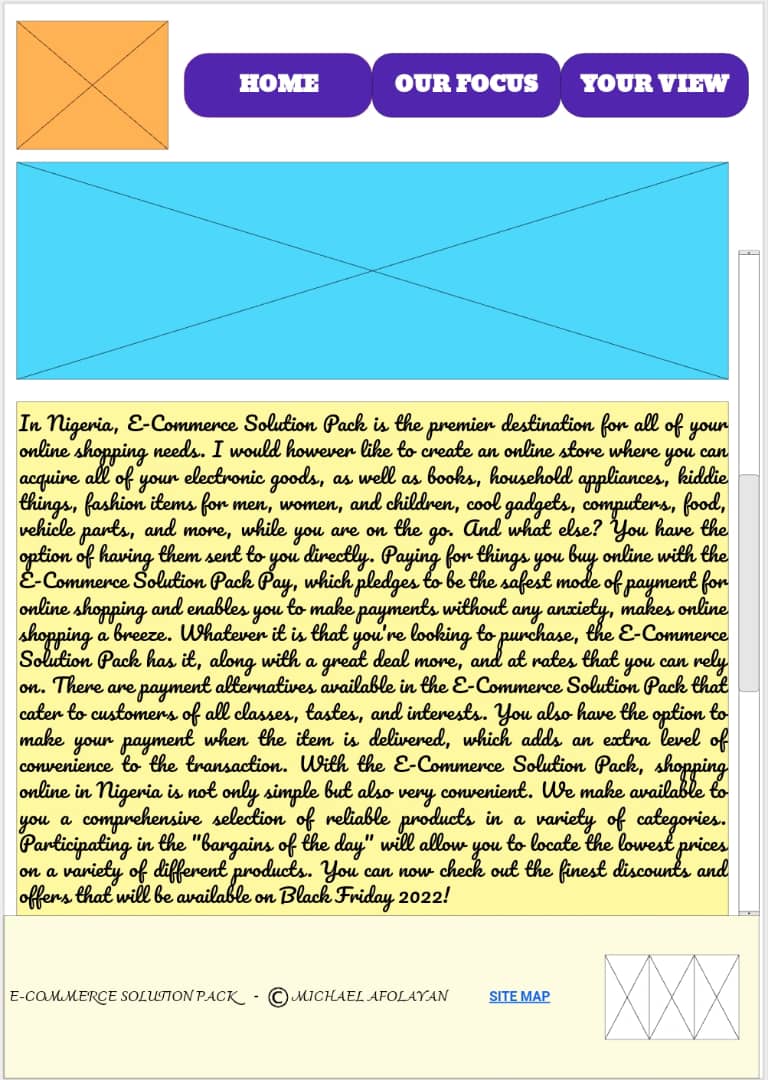 HOME OUR FOCUS YOUR VIEW
In Nigeria, E-Commerce Solution Pack is the premier destination for all of your
online shopping needs. I would however like to create an online store where you can
acquire all of your electronic goods, as well as books, household appliances, kiddie
things, fashion items for men, women, and children, cool gadgets, computers, food,
vehicle parts, and more, while you are on the go. And what else? You have the
option of having them sent to you directly. Paying for things you buy online with the
E-Commerce Solution Pack Pay, which pledges to be the safest mode of payment for
online shopping and enables you to make payments without any anxiety, makes online
shopping a breeze. Whatever it is that you're looking to purchase, the E-Commerce
Solution Pack has it, along with a great deal more, and at rates that you can rely
on. There are payment alternatives available in the E-Commerce Solution Pack that
cater to customers of all classes, tastes, and interests. You also have the option to
make your payment when the item is delivered, which adds an extra level of
convenience to the transaction. With the E-Commerce Solution Pack, shopping
online in Nigeria is not only simple but also very convenient. We make available to
you a comprehensive selection of reliable products in a variety of categories.
Participating in the "bargains of the day" will allow you to locate the lowest prices
on a variety of different products. You can now check out the finest discounts and
offers that will be available on Black Friday 2022!
E-COMMERCE SOLUTION PACK - © MICHAEL AFOLAYAN SITE MAP